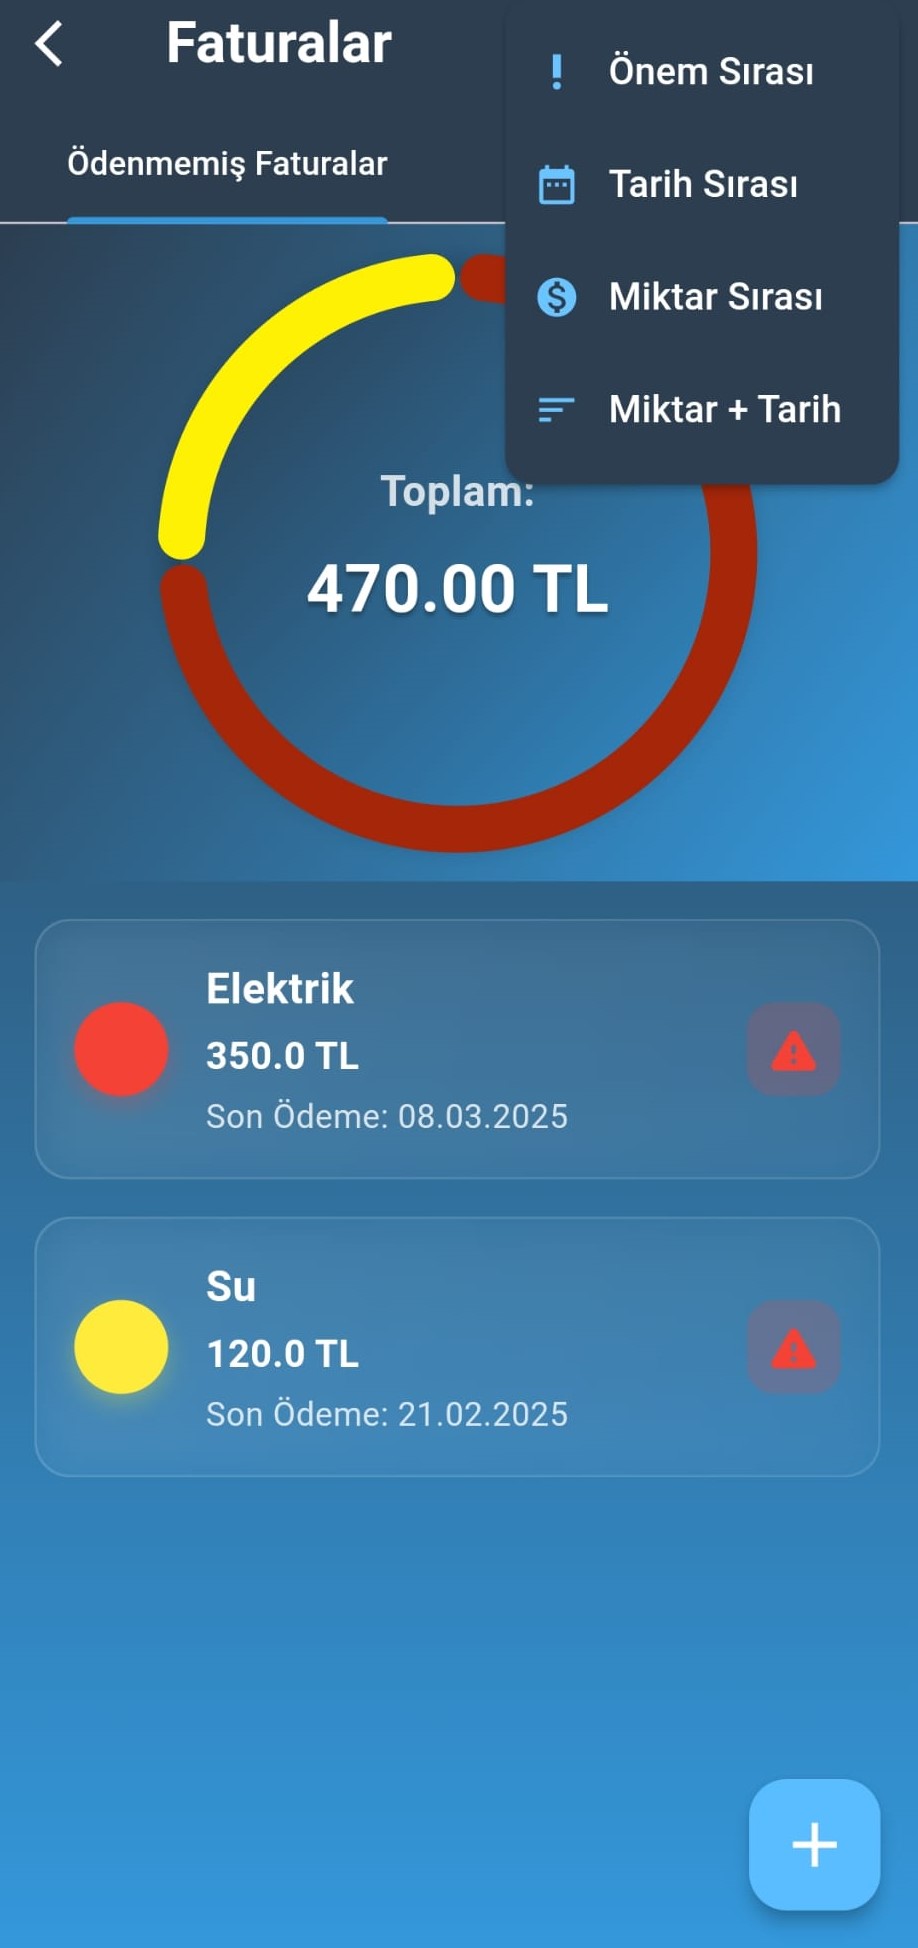 Faturalar
Ödenmemiş Faturalar
Önem Sırası
Tarih Sırası
Miktar Sırası
Miktar + Tarih
Toplam:
470.00 TL
Elektrik
350.0 TL
Son Ödeme: 08.03.2025
Su
120.0 TL
Son Ödeme: 21.02.2025